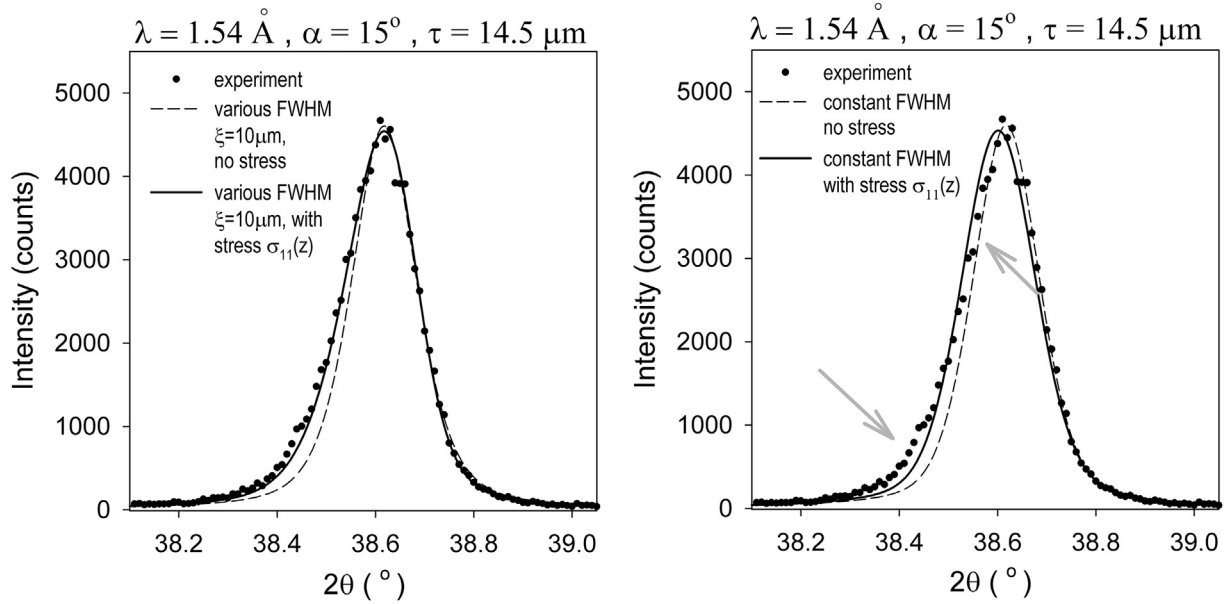 λ = 1.54 Å , α = 15° , τ = 14.5 μm
experiment
various FWHM
ξ=10μm,
no stress
various FWHM
ξ=10μm, with
stress σ₁₁(z)
Intensity (counts)
5000
4000
3000
2000
1000
0
38.2
38.4
38.6
38.8
39.0
2θ ( ° )
λ = 1.54 Å , α = 15° , τ = 14.5 μm
experiment
constant FWHM
no stress
constant FWHM
with stress σ₁₁(z)
Intensity (counts)
5000
4000
3000
2000
1000
0
38.2
38.4
38.6
38.8
39.0
2θ ( ° )